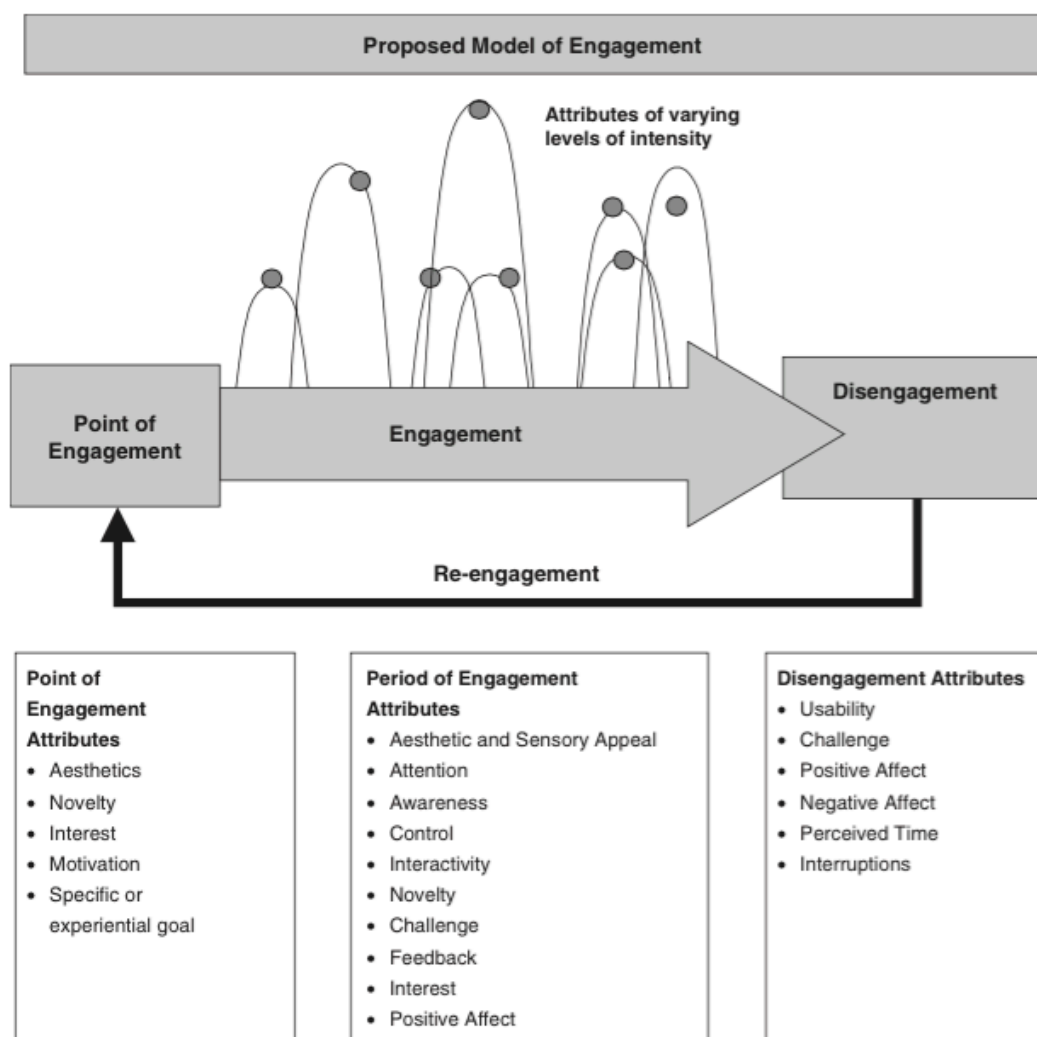 Proposed Model of Engagement
Attributes of varying
levels of intensity
Point of
Engagement
Engagement
Disengagement
Re-engagement
Point of
Engagement
Attributes
• Aesthetics
• Novelty
• Interest
• Motivation
• Specific or
experiential goal
Period of Engagement
Attributes
• Aesthetic and Sensory Appeal
• Attention
• Awareness
• Control
• Interactivity
• Novelty
• Challenge
• Feedback
• Interest
• Positive Affect
Disengagement Attributes
• Usability
• Challenge
• Positive Affect
• Negative Affect
• Perceived Time
• Interruptions